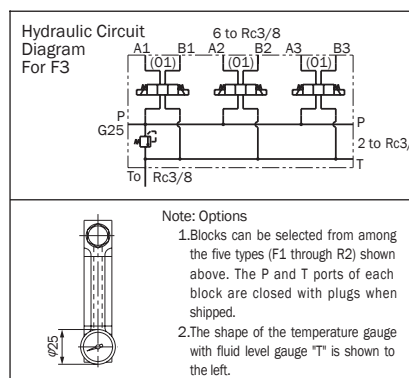 Hydraulic Circuit
Diagram
For F3
6 to Rc3/8
A1 B1 A2 B2 A3 B3
(01) (01) (01)
P P
G25
2 to Rc3/
T
To Rc3/8
φ25
Note: Options
1.Blocks can be selected from among
the five types (F1 through R2) shown
above. The P and T ports of each
block are closed with plugs when
shipped.
2.The shape of the temperature gauge
with fluid level gauge "T" is shown to
the left.